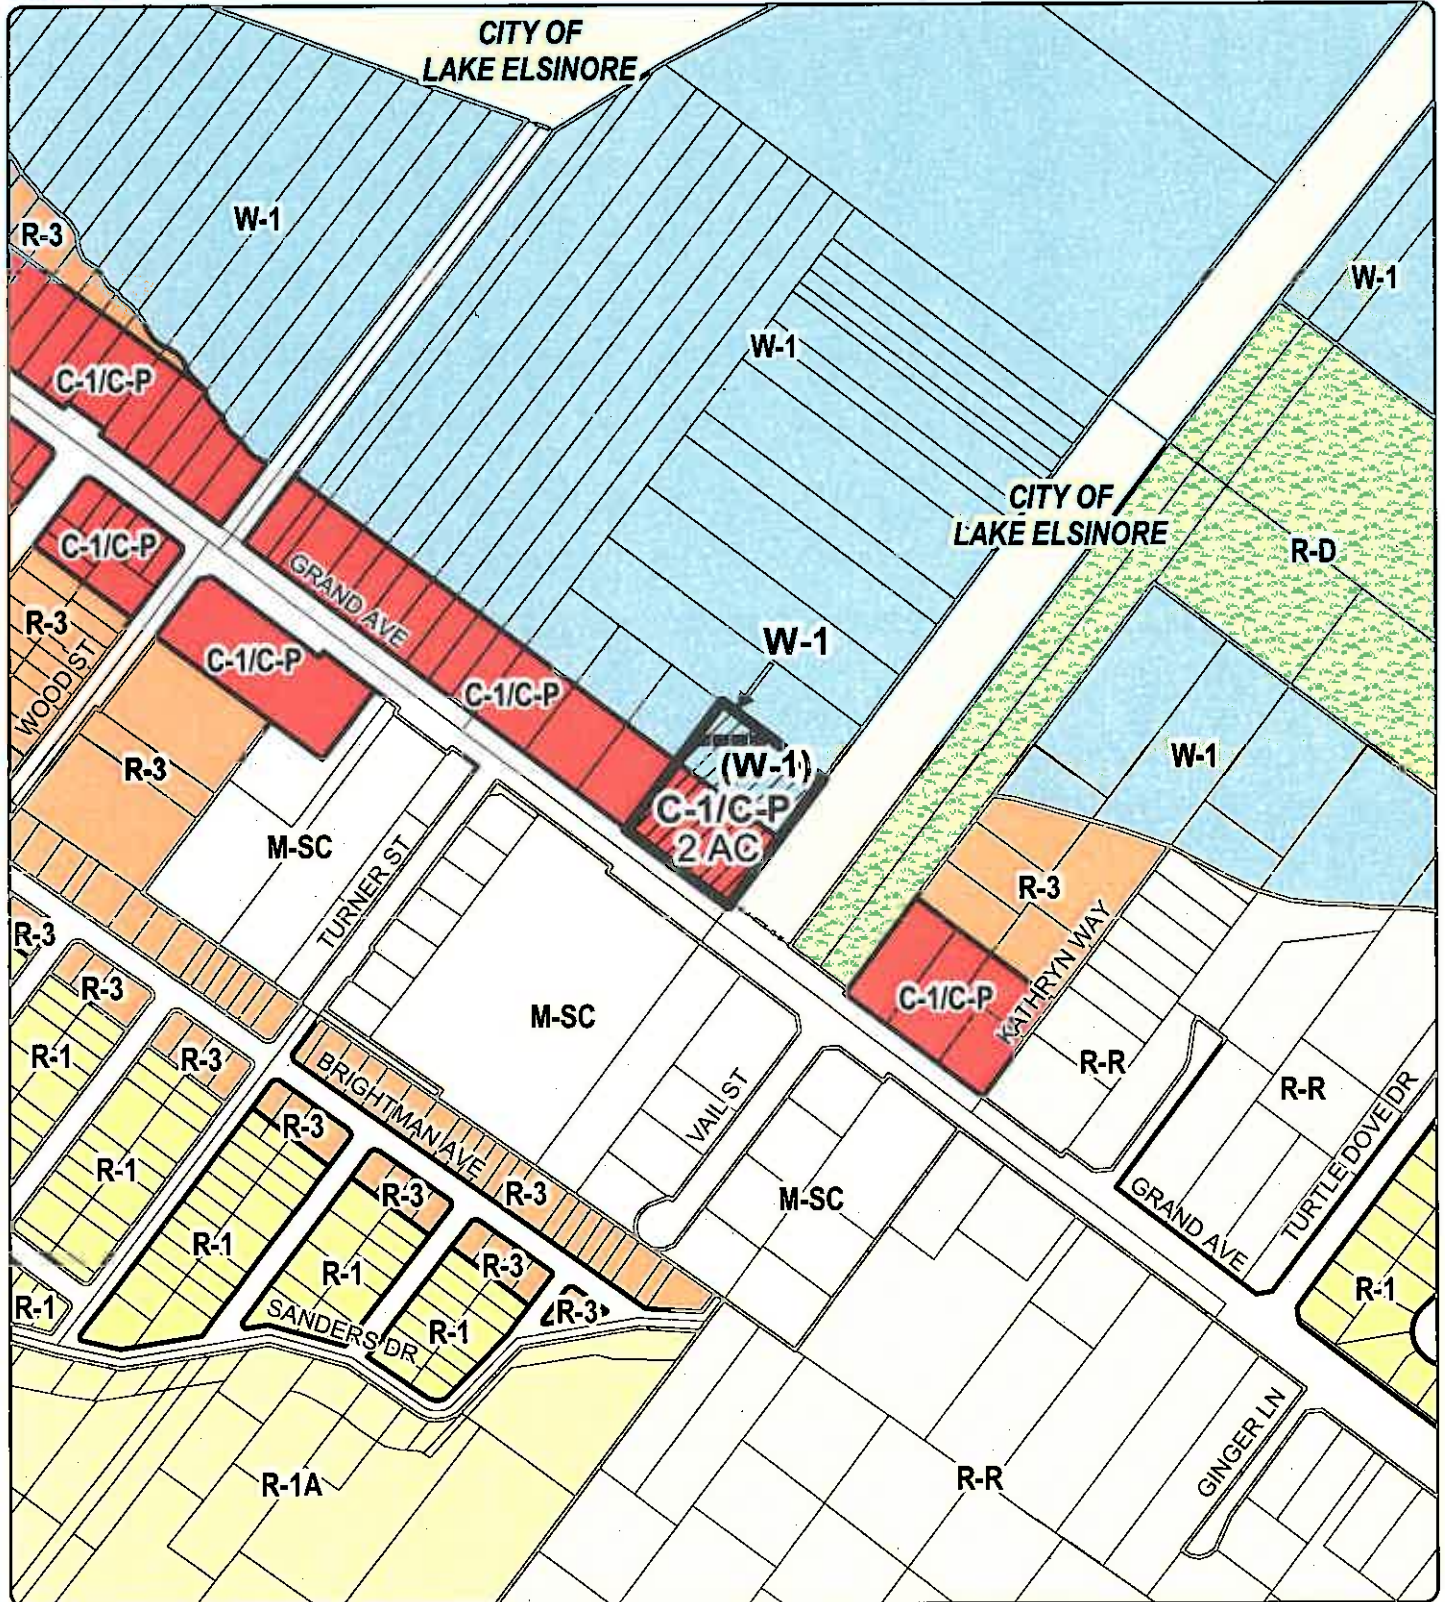 CITY OF
LAKE ELSINORE
W-1
R-3
W-1
W-1
C-1/C-P
CITY OF
LAKE ELSINORE
C-1/C-P
R-D
GRAND AVE
R-3
WOOD ST
C-1/C-P
W-1
C-1/C-P
W-1
(W-1)
C-1/C-P
2 AC
R-3
M-SC
R-3
TURNER ST
R-3
KATHRYN WAY
C-1/C-P
R-3
M-SC
R-1
R-3
R-R
R-R
BRIGHTMAN AVE
VAIL ST
TURTLE DOVE DR
R-3
R-1
R-3
R-3
M-SC
GRAND AVE
R-1
R-1
R-3
R-1
R-1
R-3
SANDERS DR
R-1
GINGER LN
R-1A
R-R